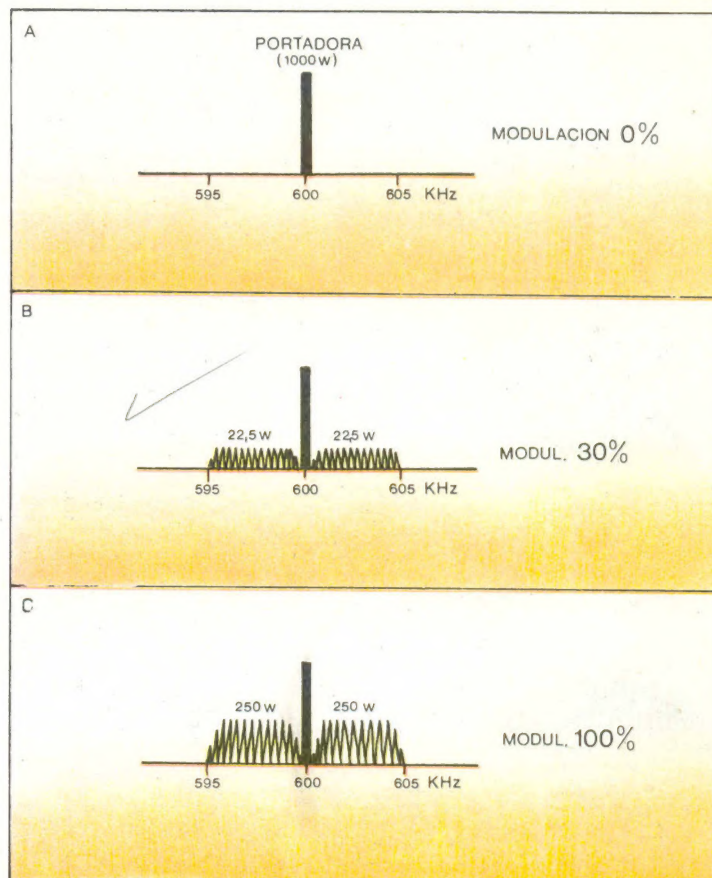 A
PORTADORA
(1000 W)
MODULACION 0%
595 600 605 KHz
B
22,5 W 22,5 W
MODUL. 30%
595 600 605 KHz
C
250 W 250 W
MODUL. 100%
595 600 605 KHz